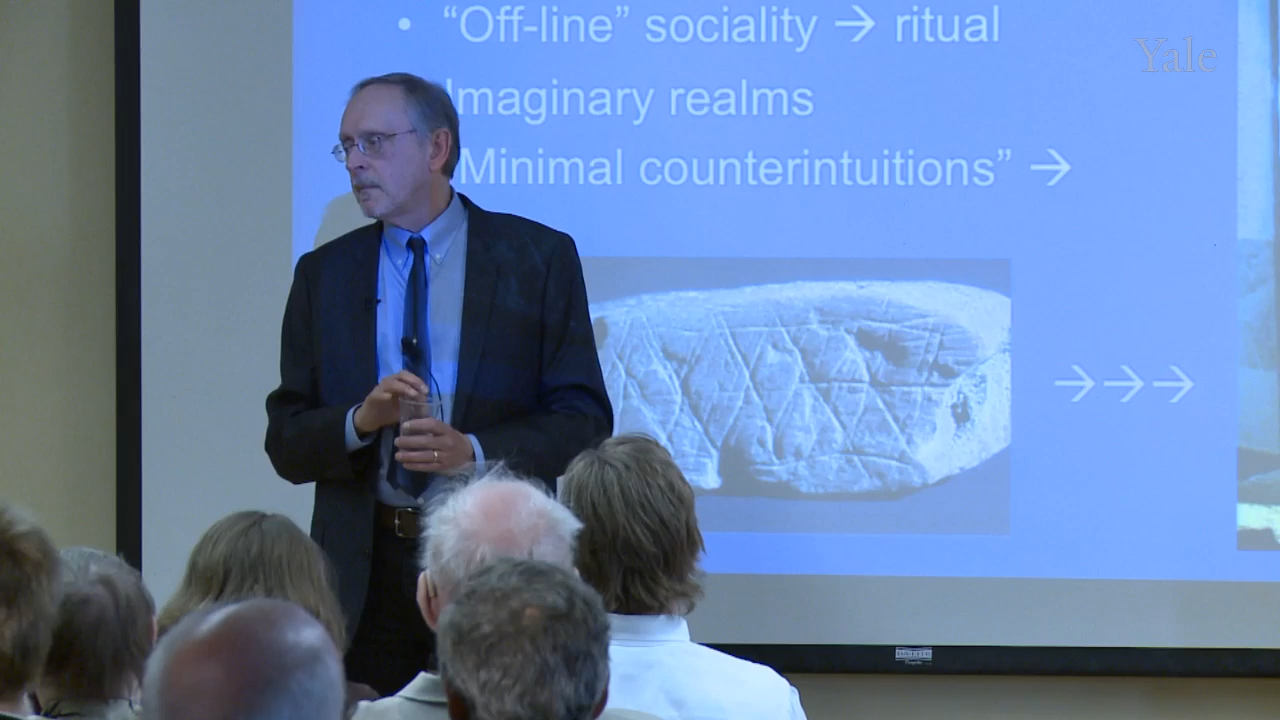 • “Off-line” sociality → ritual
Yale
Imaginary realms
Minimal counterintuitions” →
→→→